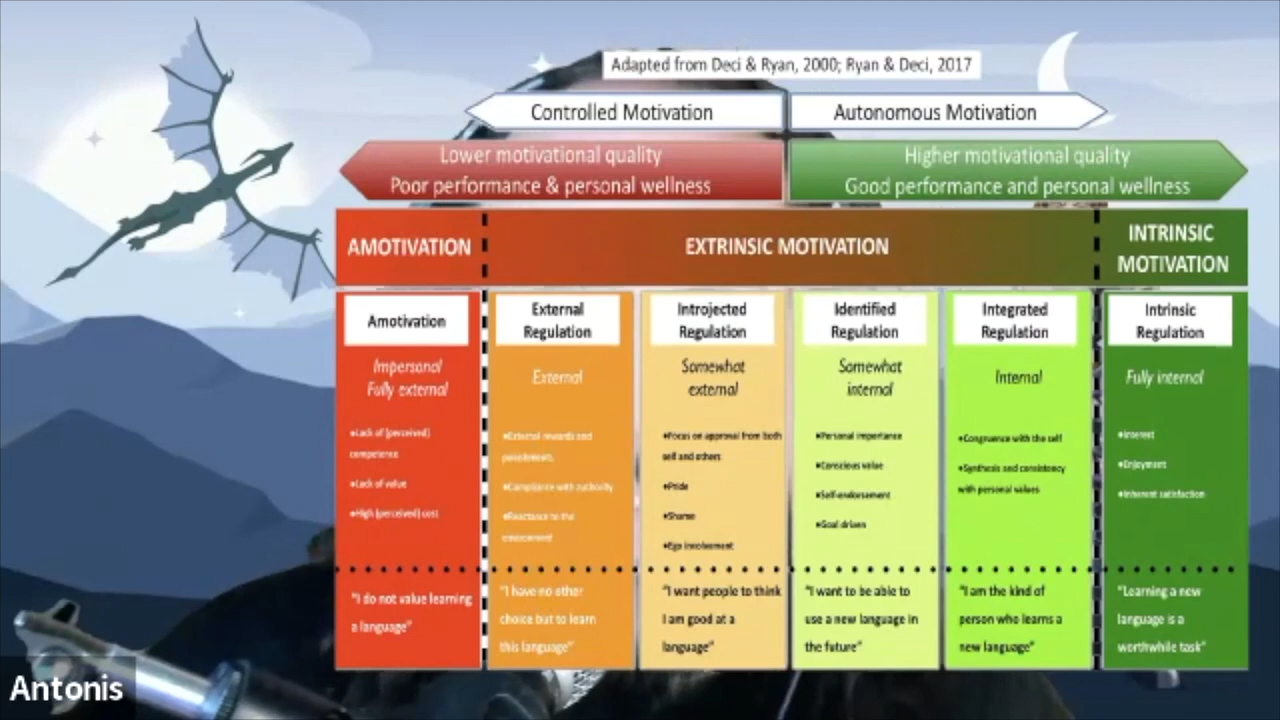 Adapted from Deci & Ryan, 2000; Ryan & Deci, 2017
Controlled Motivation
Autonomous Motivation
Lower motivational quality
Poor performance & personal wellness
Higher motivational quality
Good performance and personal wellness
AMOTIVATION
EXTRINSIC MOTIVATION
INTRINSIC
MOTIVATION
Amotivation
Impersonal
Fully external
•Lack of (perceived)
competence
•Lack of value
•High (perceived) cost
"I do not value learning
a language"
External
Regulation
External
•External rewards and
punishments
•Compliance with authority
•Reactance to the
environment
"I have no other
choice but to learn
this language"
Introjected
Regulation
Somewhat
external
•Focus on approval from both
self and others
•Pride
•Shame
•Ego involvement
"I want people to think
I am good at a
language"
Identified
Regulation
Somewhat
internal
•Personal importance
•Conscious value
•Self-endorsement
•Goal driven
"I want to be able to
use a new language in
the future"
Integrated
Regulation
Internal
•Congruence with the self
•Synthesis and consistency
with personal values
"I am the kind of
person who learns a
new language"
Intrinsic
Regulation
Fully internal
•Interest
•Enjoyment
•Inherent satisfaction
"Learning a new
language is a
worthwhile task"
Antonis